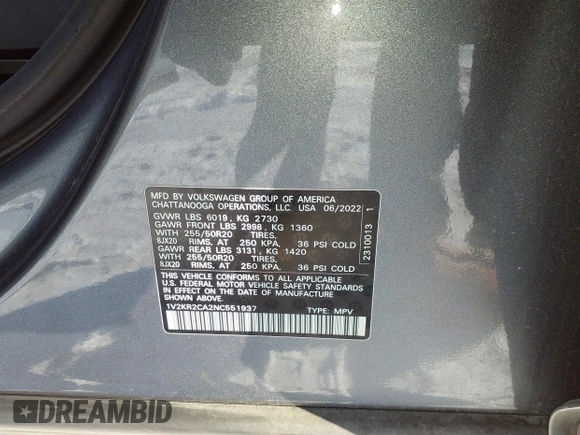 MFD BY VOLKSWAGEN GROUP OF AMERICA
CHATTANOOGA OPERATIONS, LLC. USA 06/2022
GVWR LBS 6019, KG 2730
GAWR FRONT LBS 2998, KG 1360
WITH 255/50R20 TIRES,
8JX20 RIMS, AT 250 KPA, 36 PSI COLD
GAWR REAR LBS 3131, KG 1420
WITH 255/50R20 TIRES,
8JX20 RIMS, AT 250 KPA, 36 PSI COLD
THIS VEHICLE CONFORMS TO ALL APPLICABLE
U.S. FEDERAL MOTOR VEHICLE SAFETY STANDARDS
IN EFFECT ON THE DATE OF MANUFACTURE
SHOWN ABOVE.
1V2KR2CA2NC551937 TYPE: MPV
2310013 1
DREAMBID